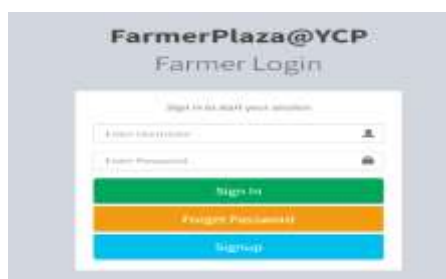 FarmerPlaza@YCP
Farmer Login
Sign in to start your session
Enter Username
Enter Password
Sign In
Forgot Password
Signup